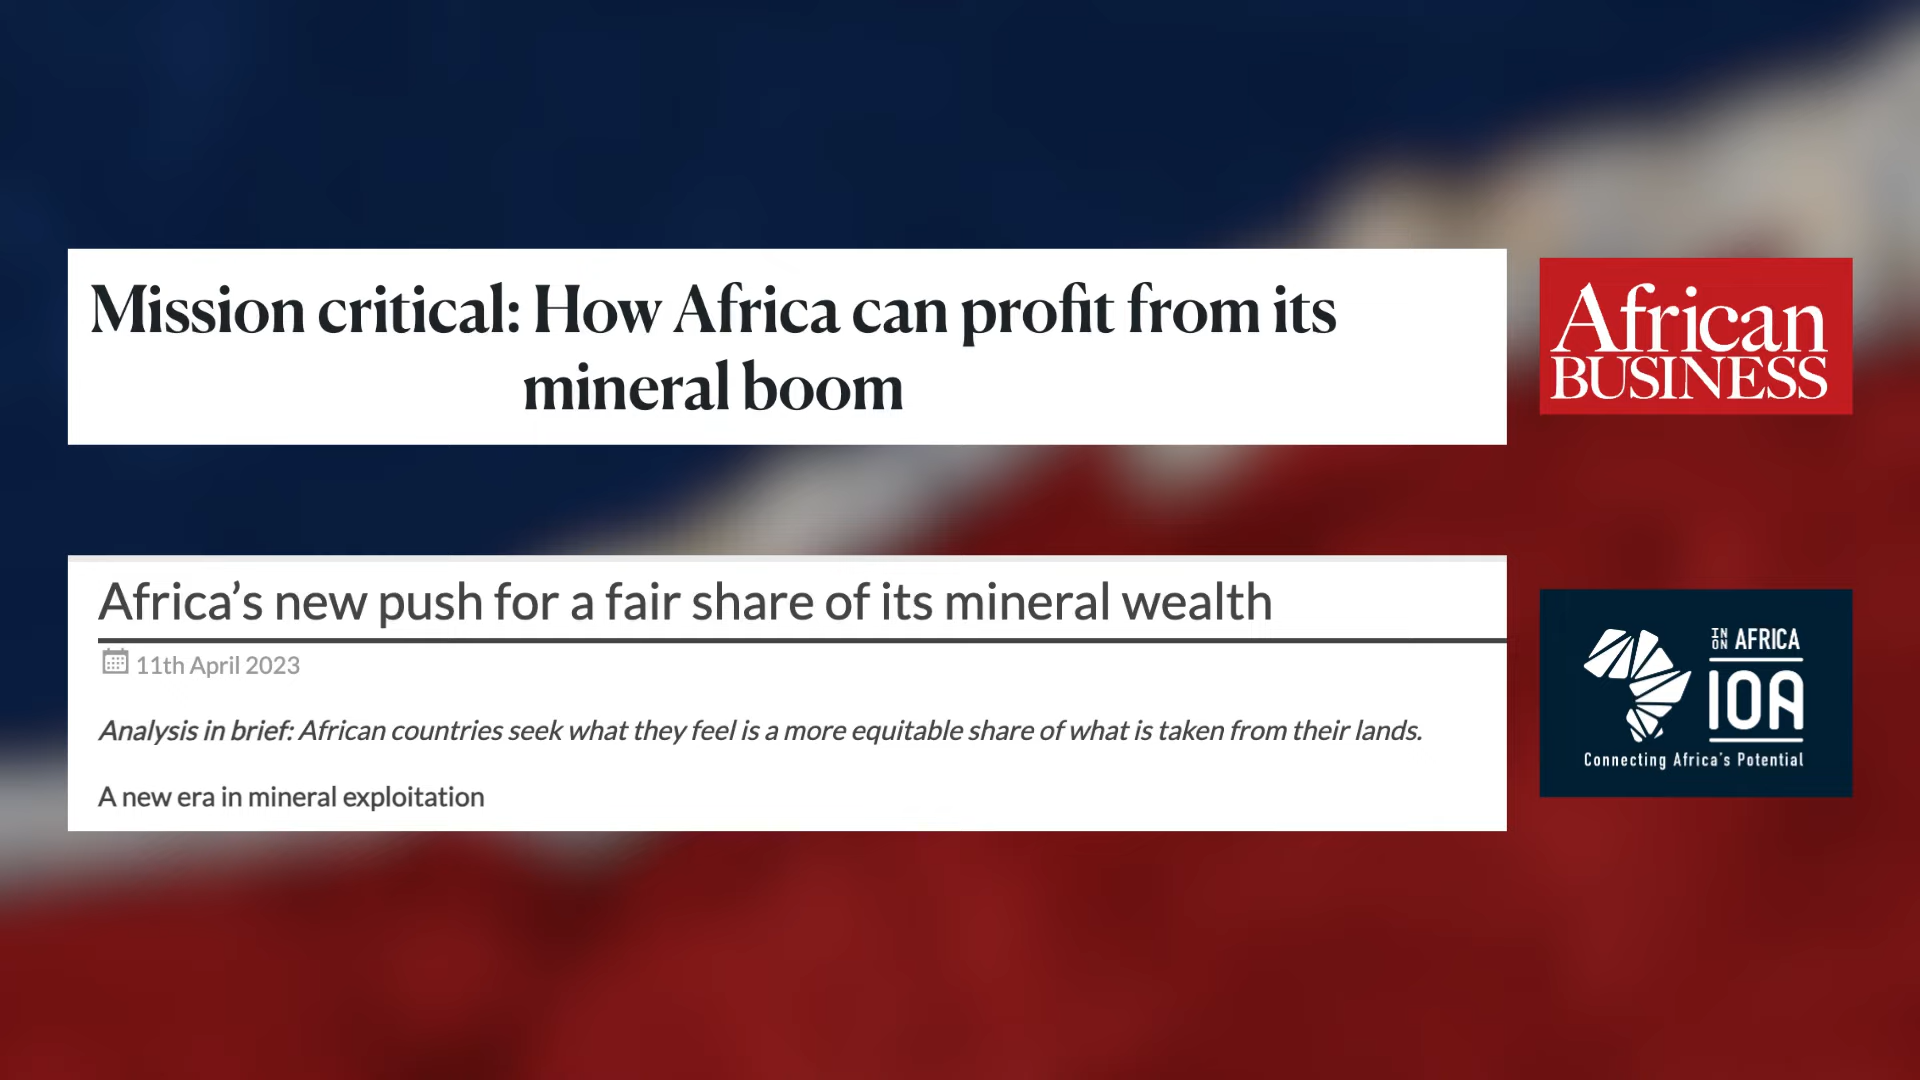 Mission critical: How Africa can profit from its
mineral boom
African
BUSINESS
Africa’s new push for a fair share of its mineral wealth
11th April 2023
Analysis in brief: African countries seek what they feel is a more equitable share of what is taken from their lands.
A new era in mineral exploitation
IN ON AFRICA
IOA
Connecting Africa's Potential